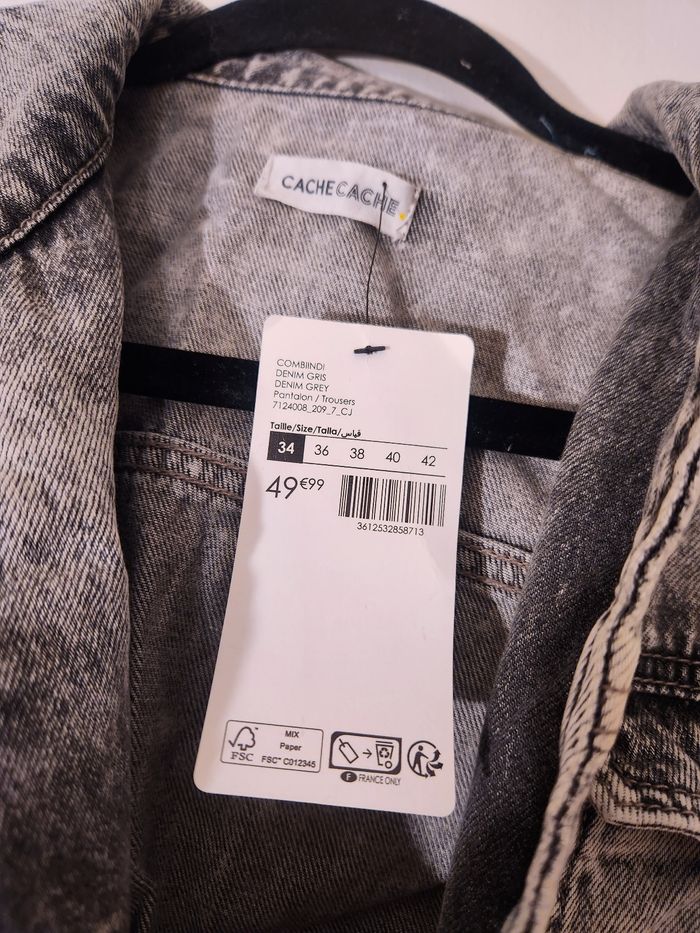 CACHECACHE.
COMBIINDI
DENIM GRIS
DENIM GREY
Pantalon / Trousers
7124008_209_7_CJ
Taille/Size/Talla/قياس
34 36 38 40 42
49€99
3612532858713
FSC
MIX
Paper
FSC™ C012345
F FRANCE ONLY